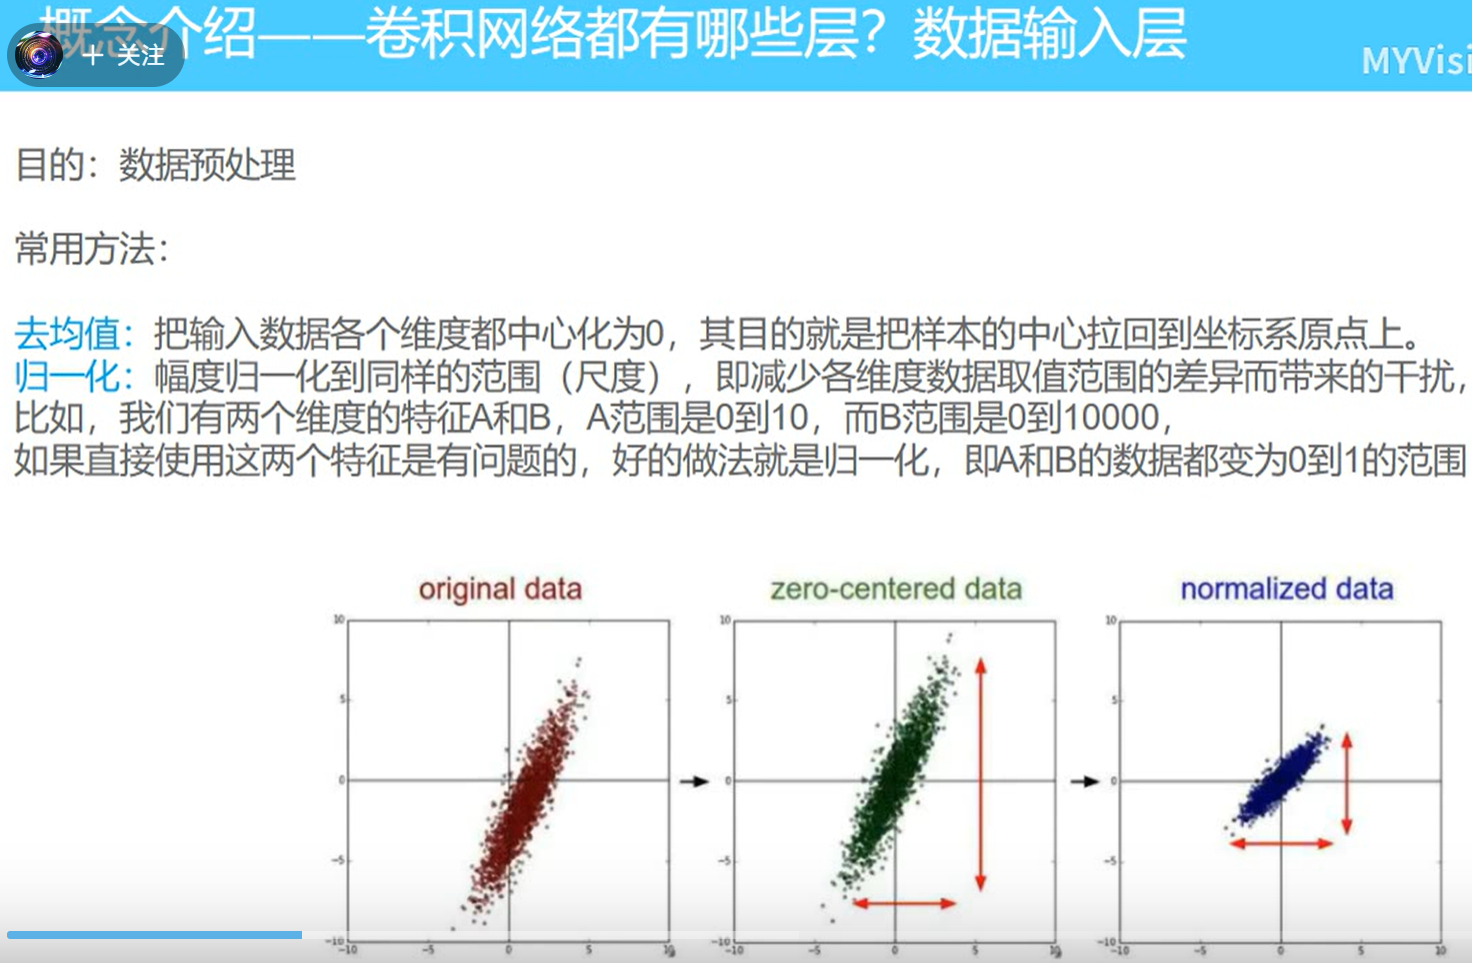 概念介绍——卷积网络都有哪些层？数据输入层
+ 关注
MYVisi
目的：数据预处理
常用方法：
去均值：把输入数据各个维度都中心化为0，其目的就是把样本的中心拉回到坐标系原点上。
归一化：幅度归一化到同样的范围（尺度），即减少各维度数据取值范围的差异而带来的干扰，
比如，我们有两个维度的特征A和B，A范围是0到10，而B范围是0到10000，
如果直接使用这两个特征是有问题的，好的做法就是归一化，即A和B的数据都变为0到1的范围
original data
zero-centered data
normalized data
10
5
0
-5
-10
-10
-5
0
5
10
10
5
0
-5
-10
-10
-5
0
5
10
10
5
0
-5
-10
-10
-5
0
5
10